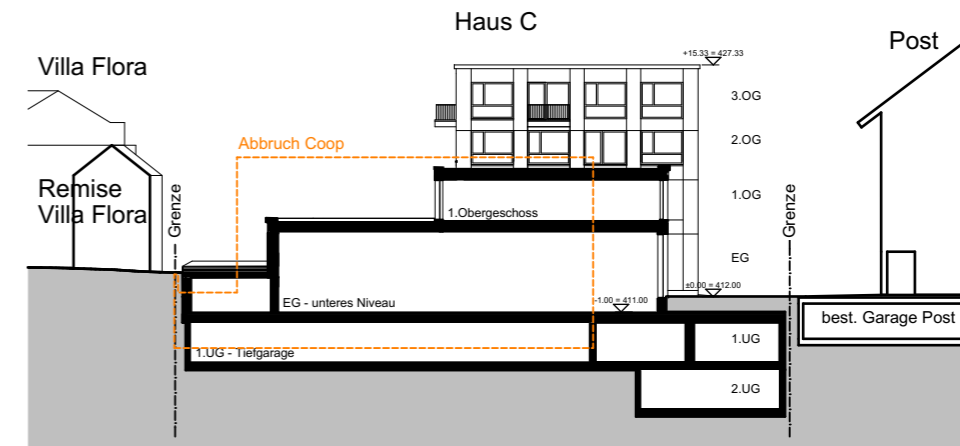 Haus C
Villa Flora
Post
+15.33 = 427.33
3.OG
2.OG
Abbruch Coop
Remise
Villa Flora
Grenze
1.Obergeschoss
1.OG
Grenze
EG
±0.00 = 412.00
EG - unteres Niveau
-1.00 = 411.00
best. Garage Post
1.UG - Tiefgarage
1.UG
2.UG